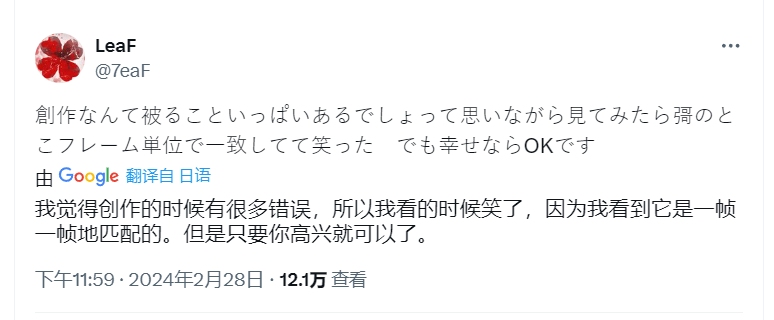 LeaF
@7eaF
創作なんて被ることいっぱいあるでしょって思いながら見てみたら彁のと
こフレーム単位で一致してて笑った　でも幸せならOKです
由 Google 翻译自 日语
我觉得创作的时候有很多错误，所以我看的时候笑了，因为我看到它是一帧
一帧地匹配的。但是只要你高兴就可以了。
下午11:59 · 2024年2月28日 · 12.1万 查看